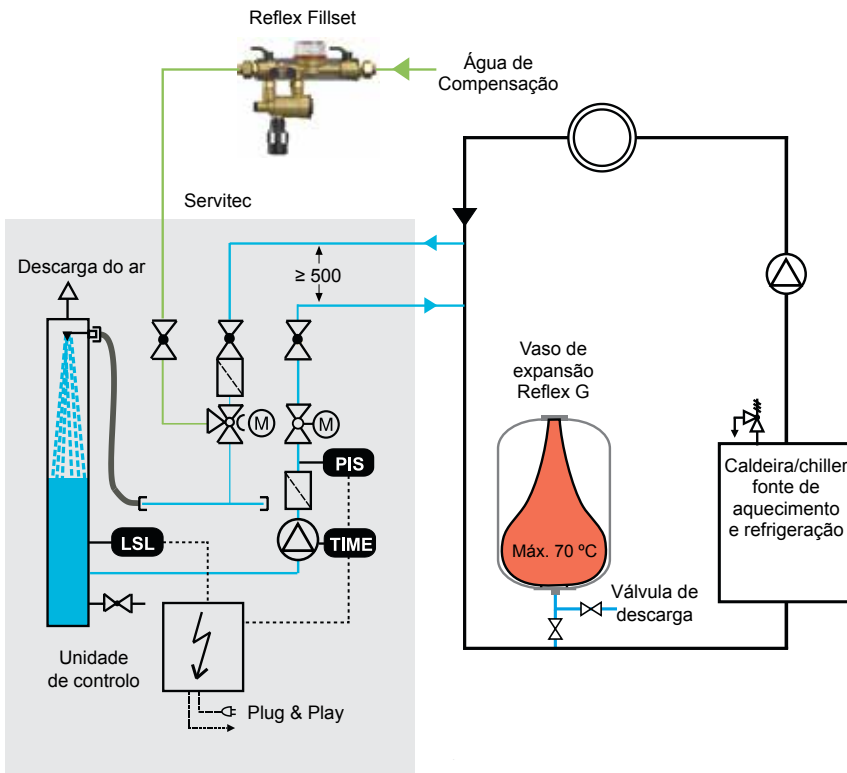 Reflex Fillset
Água de
Compensação
Servitec
Descarga do ar
≥ 500
M
M
PIS
LSL
TIME
Vaso de
expansão
Reflex G
Máx. 70 ºC
Caldeira/chiller
fonte de
aquecimento
e refrigeração
Válvula de
descarga
Unidade
de controlo
Plug & Play